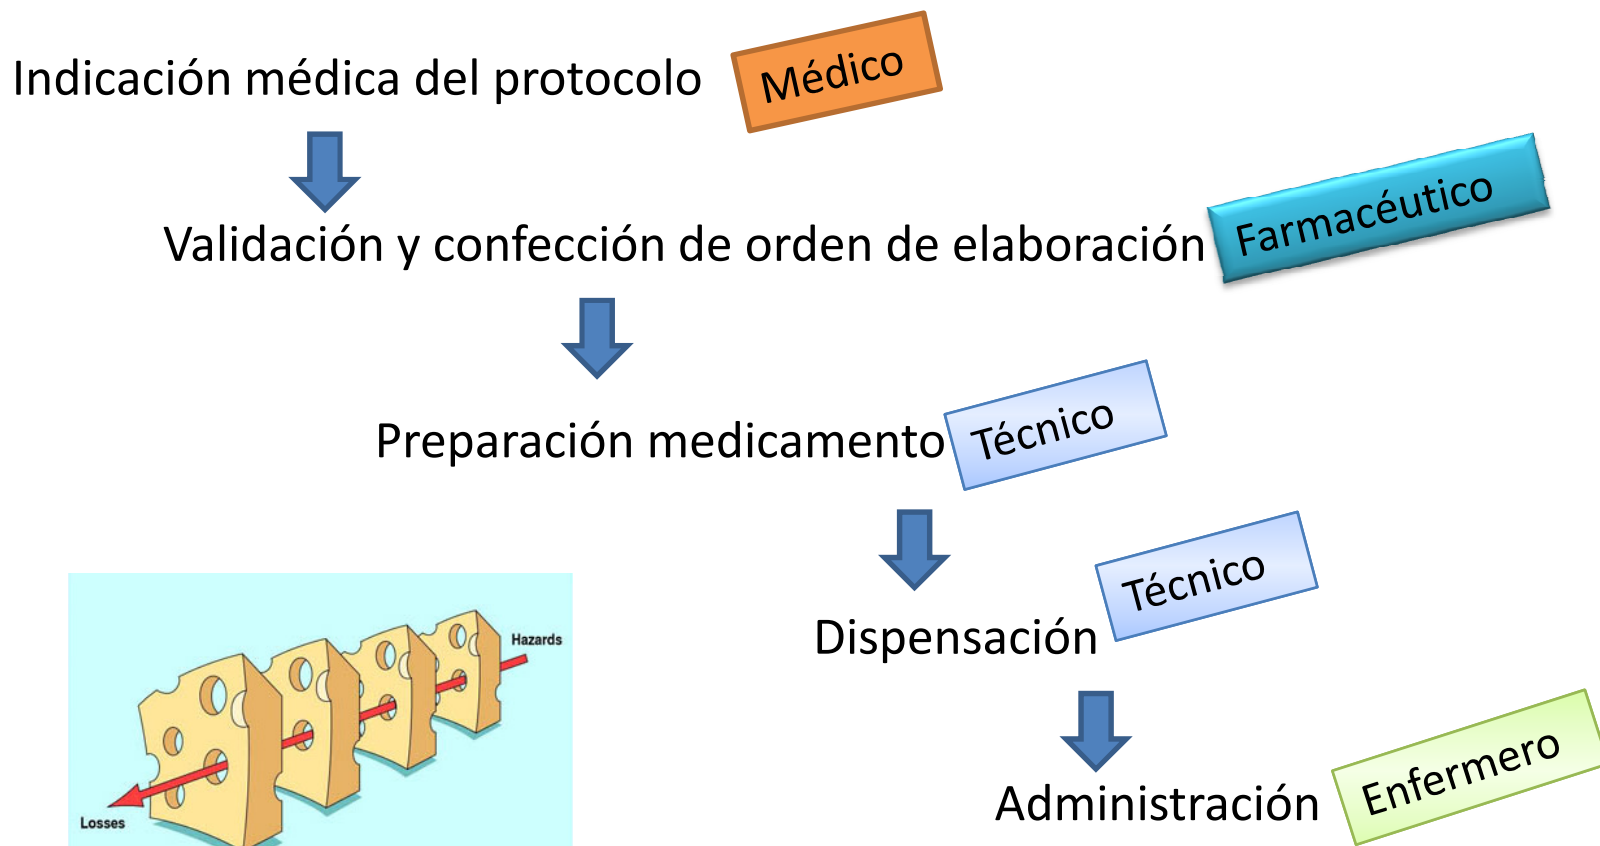 Indicación médica del protocolo
Médico
Validación y confección de orden de elaboración
Farmacéutico
Preparación medicamento
Técnico
Dispensación
Técnico
Administración
Enfermero
Hazards
Losses